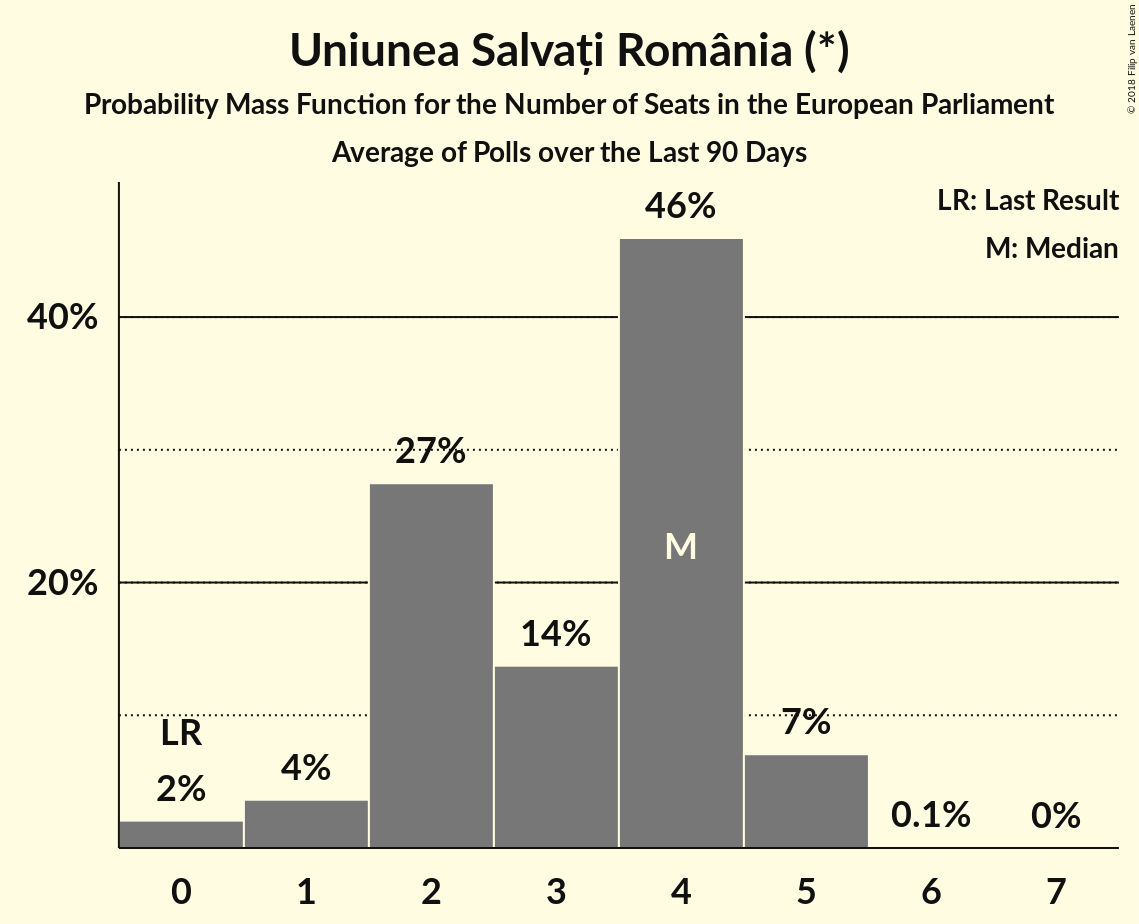 Uniunea Salvați România (*)
Probability Mass Function for the Number of Seats in the European Parliament
Average of Polls over the Last 90 Days
© 2018 Filip van Laenen
LR: Last Result
M: Median
46%
40%
27%
M
20%
14%
LR
7%
4%
2%
0.1%
0%
0 1 2 3 4 5 6 7